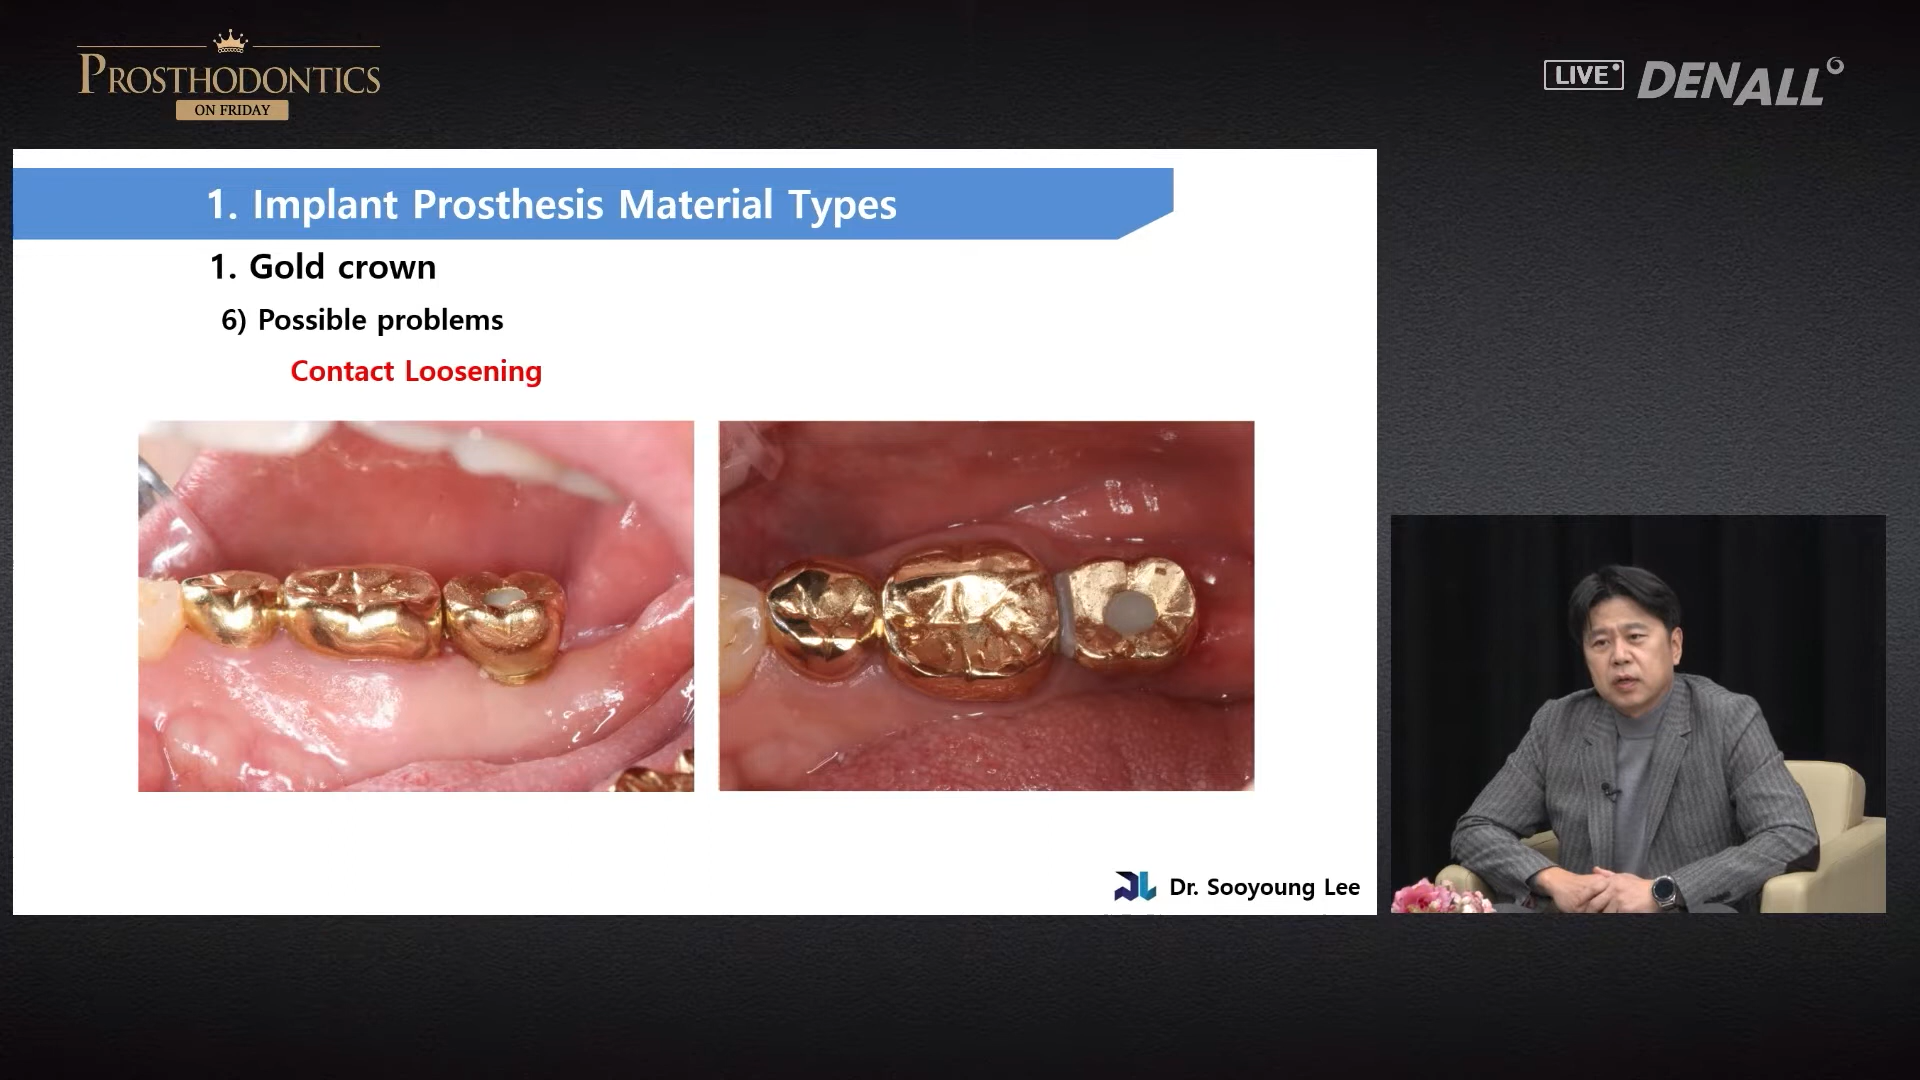 PROSTHODONTICS
ON FRIDAY
LIVE
DENALL
1. Implant Prosthesis Material Types
1. Gold crown
6) Possible problems
Contact Loosening
Dr. Sooyoung Lee